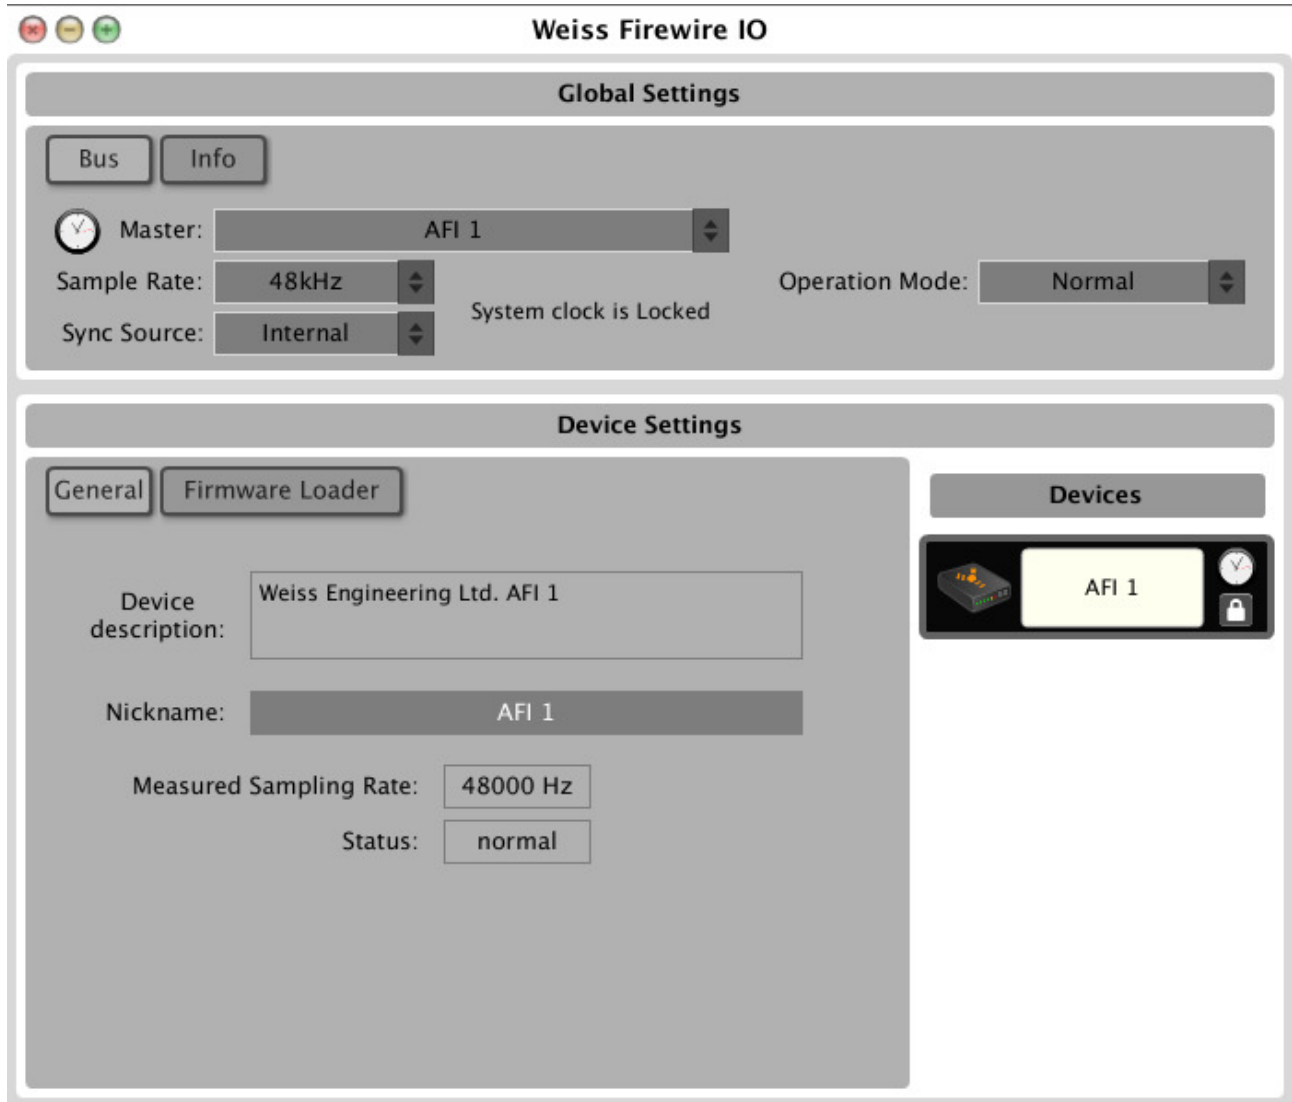 Weiss Firewire IO
Global Settings
Bus Info
Master: AFI 1
Sample Rate: 48kHz
Operation Mode: Normal
System clock is Locked
Sync Source: Internal
Device Settings
General Firmware Loader
Devices
AFI 1
Device
description:
Weiss Engineering Ltd. AFI 1
Nickname: AFI 1
Measured Sampling Rate: 48000 Hz
Status: normal